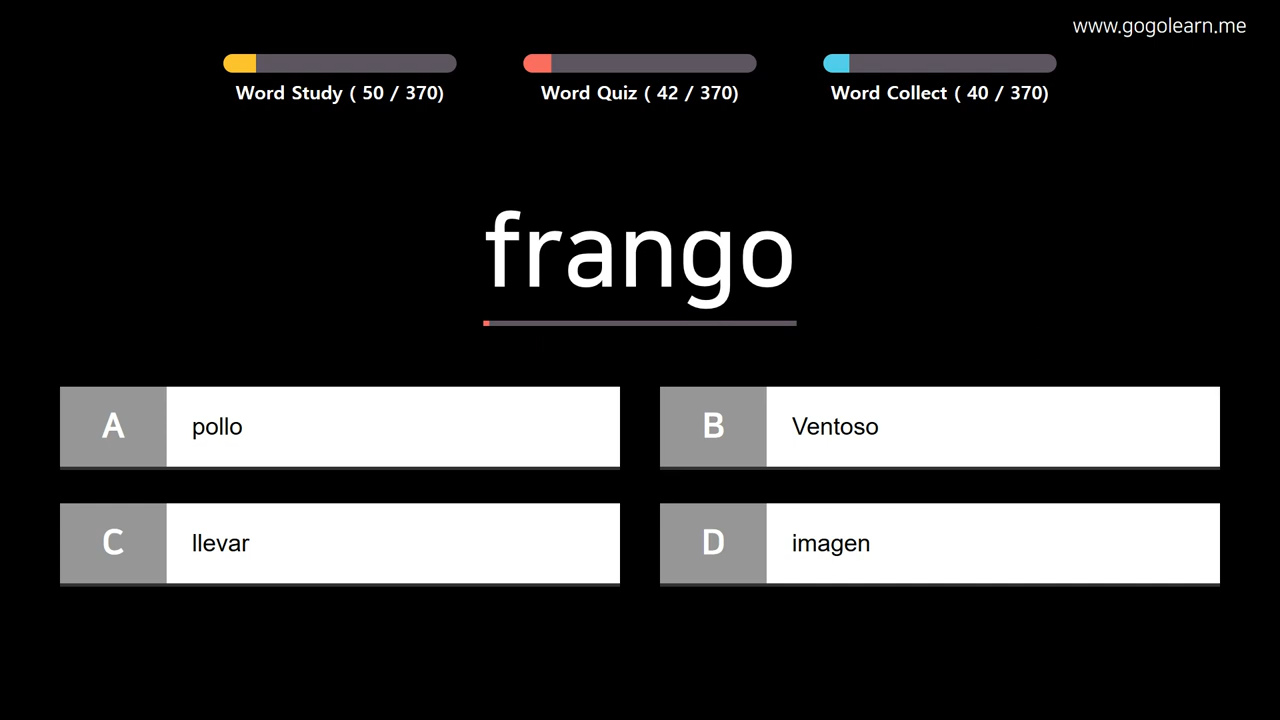 www.gogolearn.me
Word Study ( 50 / 370)
Word Quiz ( 42 / 370)
Word Collect ( 40 / 370)
frango
A pollo
B Ventoso
C llevar
D imagen